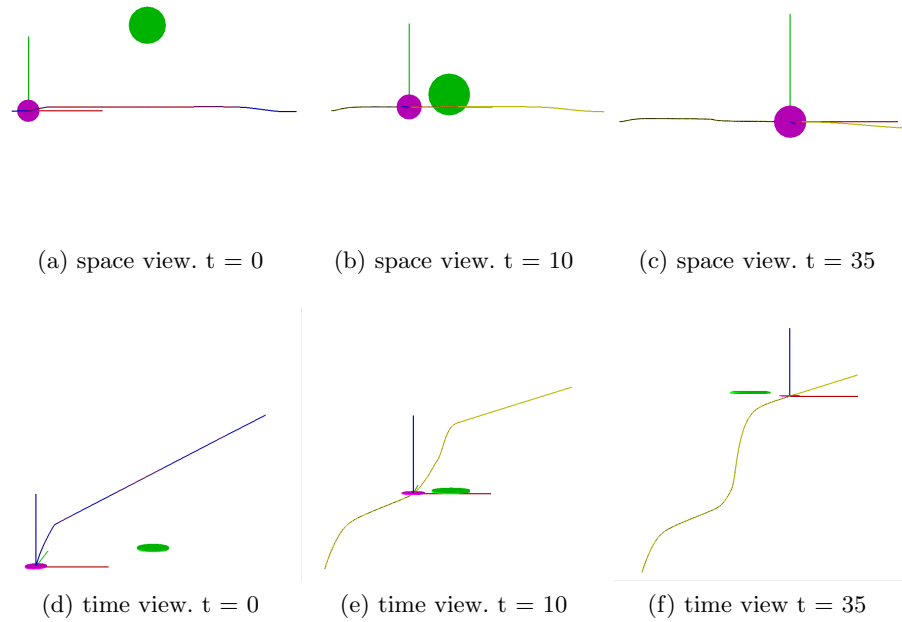 (a) space view. t = 0
(b) space view. t = 10
(c) space view. t = 35
(d) time view. t = 0
(e) time view. t = 10
(f) time view t = 35